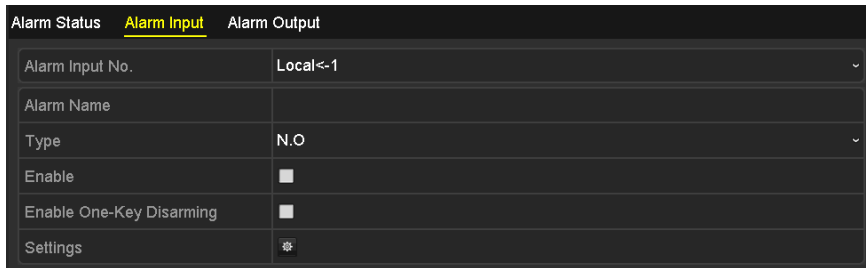 Alarm Status Alarm Input Alarm Output
Alarm Input No. Local<-1
Alarm Name
Type N.O
Enable
Enable One-Key Disarming
Settings